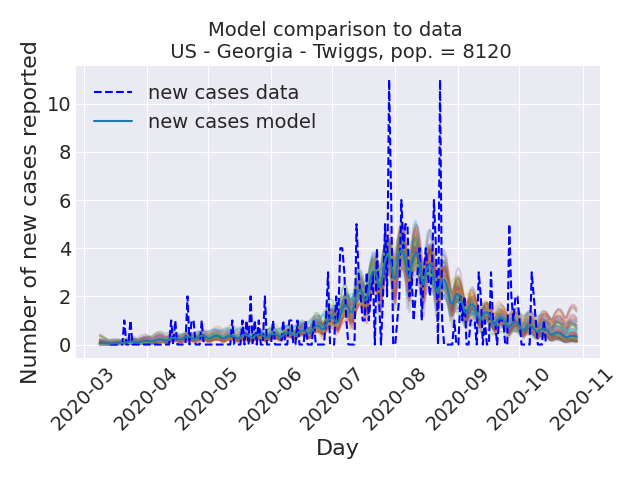 Model comparison to data
US - Georgia - Twiggs, pop. = 8120
Number of new cases reported
10
8
6
4
2
0
new cases data
new cases model
2020-03
2020-04
2020-05
2020-06
2020-07
2020-08
2020-09
2020-10
2020-11
Day